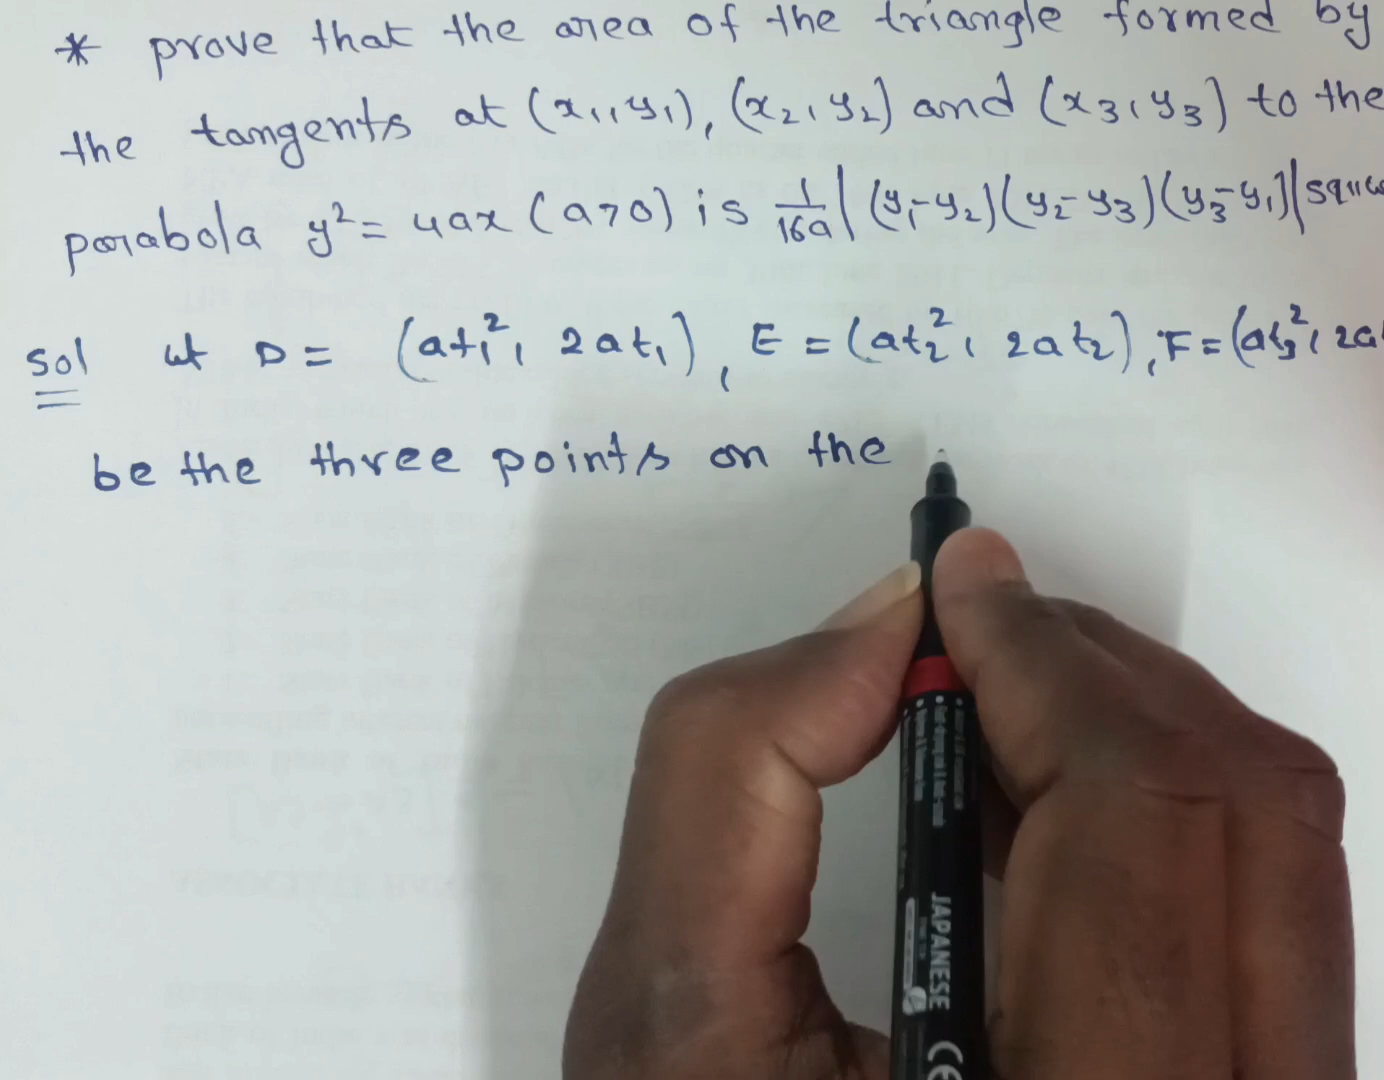 * prove that the area of the triangle formed by
the tangents at (x₁, y₁), (x₂, y₂) and (x₃, y₃) to the
parabola y² = 4ax (a>0) is 1/16a |(y₁-y₂)(y₂-y₃)(y₃-y₁)|
Sol let D = (at₁², 2at₁), E = (at₂², 2at₂), F = (at₃², 2a
be the three points on the
JAPANESE
CE